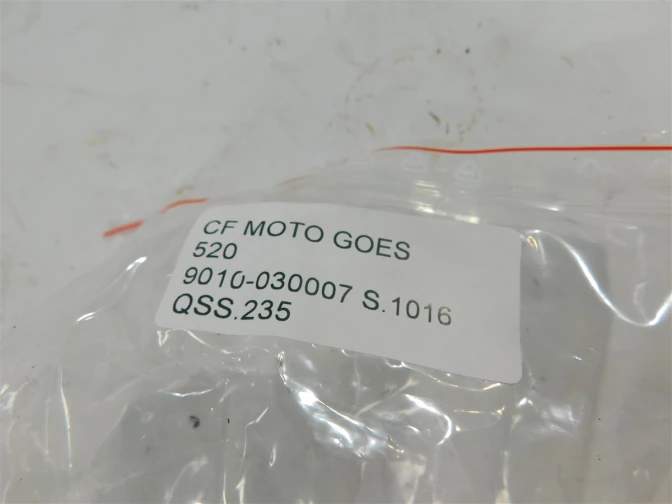 CF MOTO GOES
520
9010-030007 S.1016
QSS.235